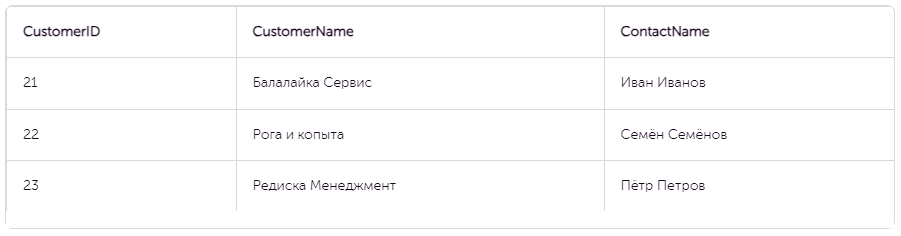 CustomerID CustomerName ContactName
21 Балалайка Сервис Иван Иванов
22 Рога и копыта Семён Семёнов
23 Редиска Менеджмент Пётр Петров